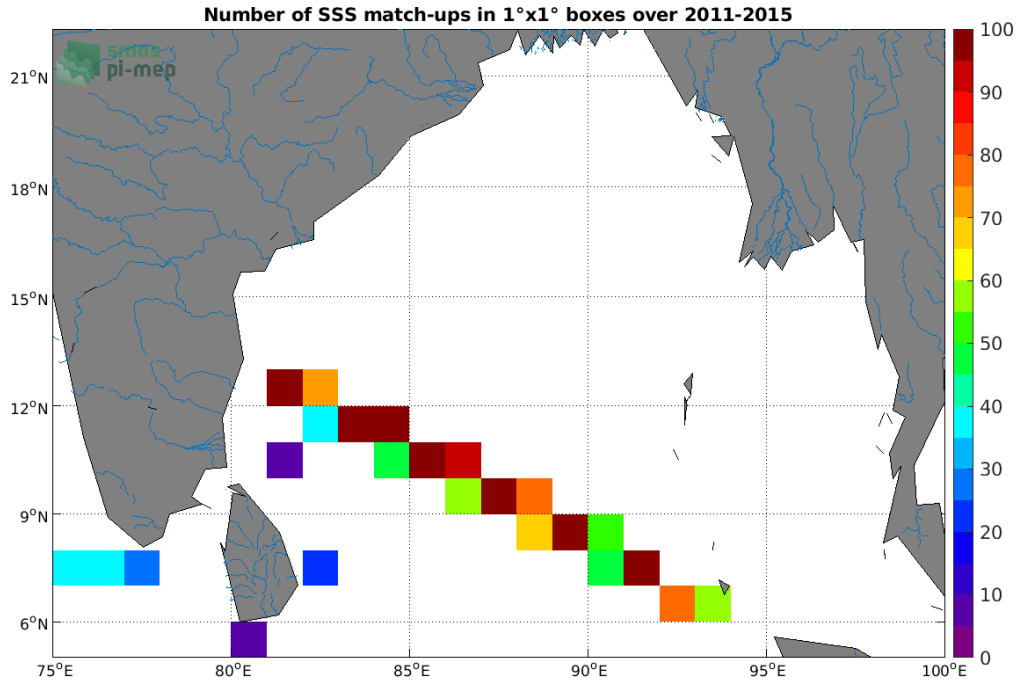 Number of SSS match-ups in 1°x1° boxes over 2011-2015
smos
pi-mep
21°N
18°N
15°N
12°N
9°N
6°N
75°E 80°E 85°E 90°E 95°E 100°E
100
90
80
70
60
50
40
30
20
10
0